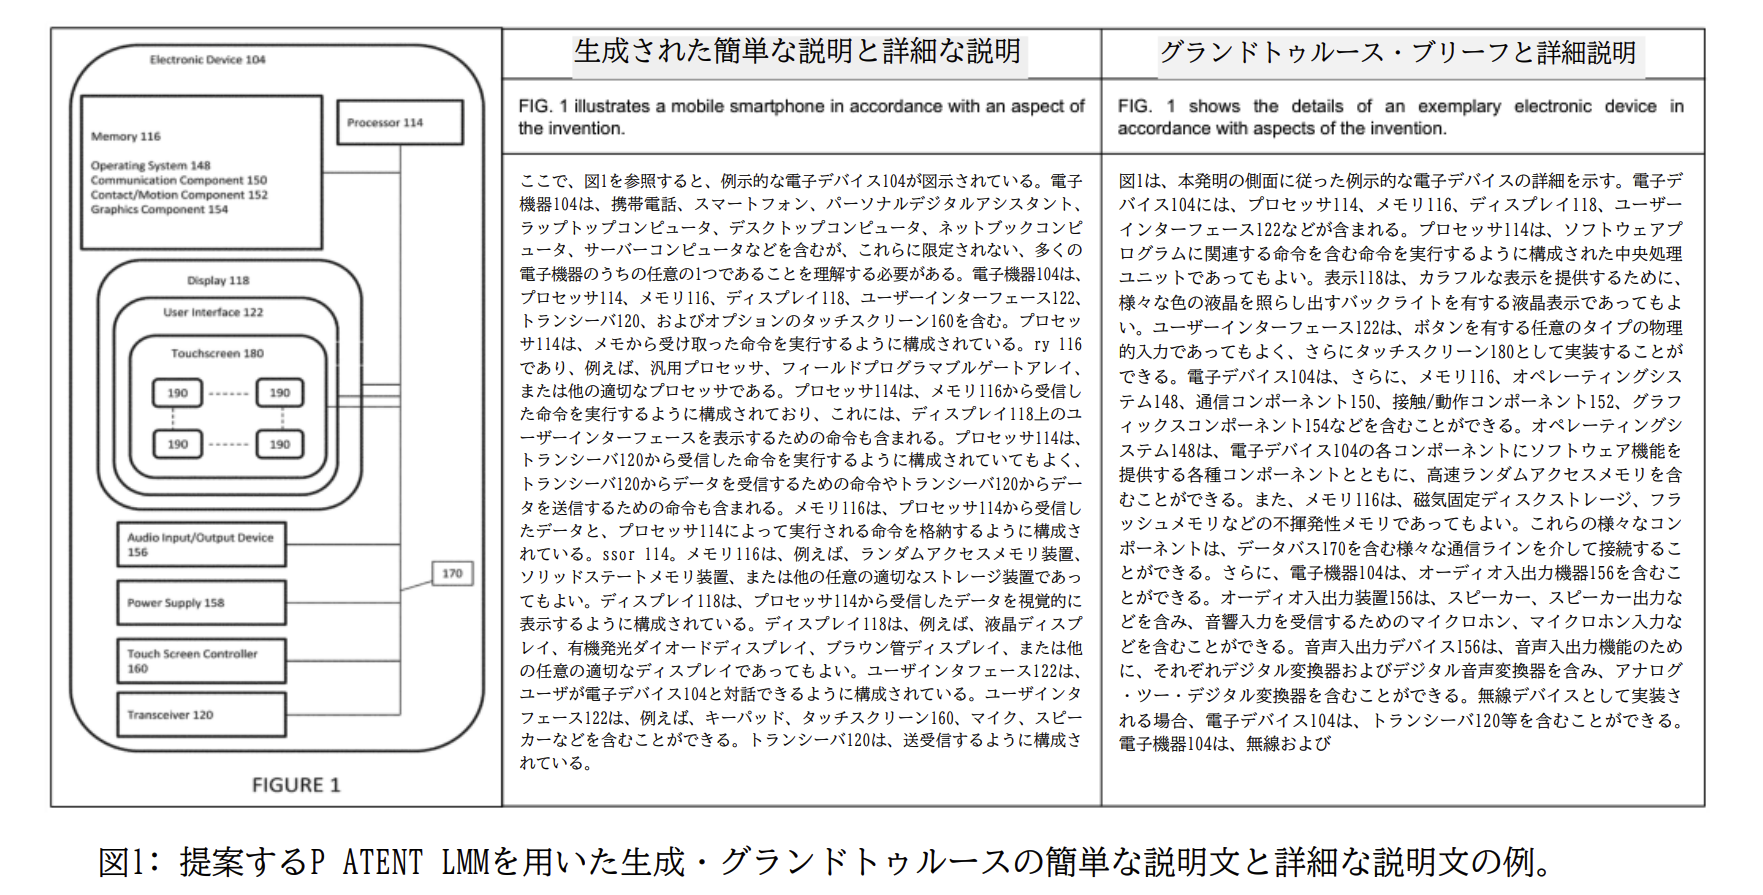 Electronic Device 104
Memory 116
Operating System 148
Communication Component 150
Contact/Motion Component 152
Graphics Component 154
Processor 114
Display 118
User Interface 122
Touchscreen 180
190 190
190 190
Audio Input/Output Device
156
170
Power Supply 158
Touch Screen Controller
160
Transceiver 120
FIGURE 1
生成された簡単な説明と詳細な説明
FIG. 1 illustrates a mobile smartphone in accordance with an aspect of
the invention.
ここで、図1を参照すると、例示的な電子デバイス104が図示されている。電子
機器104は、携帯電話、スマートフォン、パーソナルデジタルアシスタント、
ラップトップコンピュータ、デスクトップコンピュータ、ネットブックコンピ
ュータ、サーバーコンピュータなどを含むが、これらに限定されない、多くの
電子機器のうちの任意の1つであることを理解する必要がある。電子機器104は、
プロセッサ114、メモリ116、ディスプレイ118、ユーザーインターフェース122、
トランシーバ120、およびオプションのタッチスクリーン160を含む。プロセッ
サ114は、メモから受け取った命令を実行するように構成されている。ry 116
であり、例えば、汎用プロセッサ、フィールドプログラマブルゲートアレイ、
または他の適切なプロセッサである。プロセッサ114は、メモリ116から受信し
た命令を実行するように構成されており、これには、ディスプレイ118上のユ
ーザーインターフェースを表示するための命令も含まれる。プロセッサ114は、
トランシーバ120から受信した命令を実行するように構成されていてもよく、
トランシーバ120からデータを受信するための命令やトランシーバ120からデー
タを送信するための命令も含まれる。メモリ116は、プロセッサ114から受信し
たデータと、プロセッサ114によって実行される命令を格納するように構成さ
れている。ssor 114。メモリ116は、例えば、ランダムアクセスメモリ装置、
ソリッドステートメモリ装置、または他の任意の適切なストレージ装置であっ
てもよい。ディスプレイ118は、プロセッサ114から受信したデータを視覚的に
表示するように構成されている。ディスプレイ118は、例えば、液晶ディスプ
レイ、有機発光ダイオードディスプレイ、ブラウン管ディスプレイ、または他
の任意の適切なディスプレイであってもよい。ユーザインタフェース122は、
ユーザが電子デバイス104と対話できるように構成されている。ユーザインタ
フェース122は、例えば、キーパッド、タッチスクリーン160、マイク、スピー
カーなどを含むことができる。トランシーバ120は、送受信するように構成さ
れている。
グランドトゥルース・ブリーフと詳細説明
FIG. 1 shows the details of an exemplary electronic device in
accordance with aspects of the invention.
図1は、本発明の側面に従った例示的な電子デバイスの詳細を示す。電子デ
バイス104には、プロセッサ114、メモリ116、ディスプレイ118、ユーザー
インターフェース122などが含まれる。プロセッサ114は、ソフトウェアプ
ログラムに関連する命令を含む命令を実行するように構成された中央処理
ユニットであってもよい。表示118は、カラフルな表示を提供するために、
様々な色の液晶を照らし出すバックライトを有する液晶表示であってもよ
い。ユーザーインターフェース122は、ボタンを有する任意のタイプの物理
的入力であってもよく、さらにタッチスクリーン180として実装することが
できる。電子デバイス104は、さらに、メモリ116、オペレーティングシス
テム148、通信コンポーネント150、接触/動作コンポーネント152、グラフ
ィックスコンポーネント154などを含むことができる。オペレーティングシ
ステム148は、電子デバイス104の各コンポーネントにソフトウェア機能を
提供する各種コンポーネントとともに、高速ランダムアクセスメモリを含
むことができる。また、メモリ116は、磁気固定ディスクストレージ、フラ
ッシュメモリなどの不揮発性メモリであってもよい。これらの様々なコン
ポーネントは、データバス170を含む様々な通信ラインを介して接続するこ
とができる。さらに、電子機器104は、オーディオ入出力機器156を含むこ
とができる。オーディオ入出力装置156は、スピーカー、スピーカー出力な
どを含み、音響入力を受信するためのマイクロホン、マイクロホン入力な
どを含むことができる。音声入出力デバイス156は、音声入出力機能のため
に、それぞれデジタル変換器およびデジタル音声変換器を含み、アナログ
・ツー・デジタル変換器を含むことができる。無線デバイスとして実装さ
れる場合、電子デバイス104は、トランシーバ120等を含むことができる。
電子機器104は、無線および
図1: 提案するP ATENT LMMを用いた生成・グランドトゥルースの簡単な説明文と詳細な説明文の例。